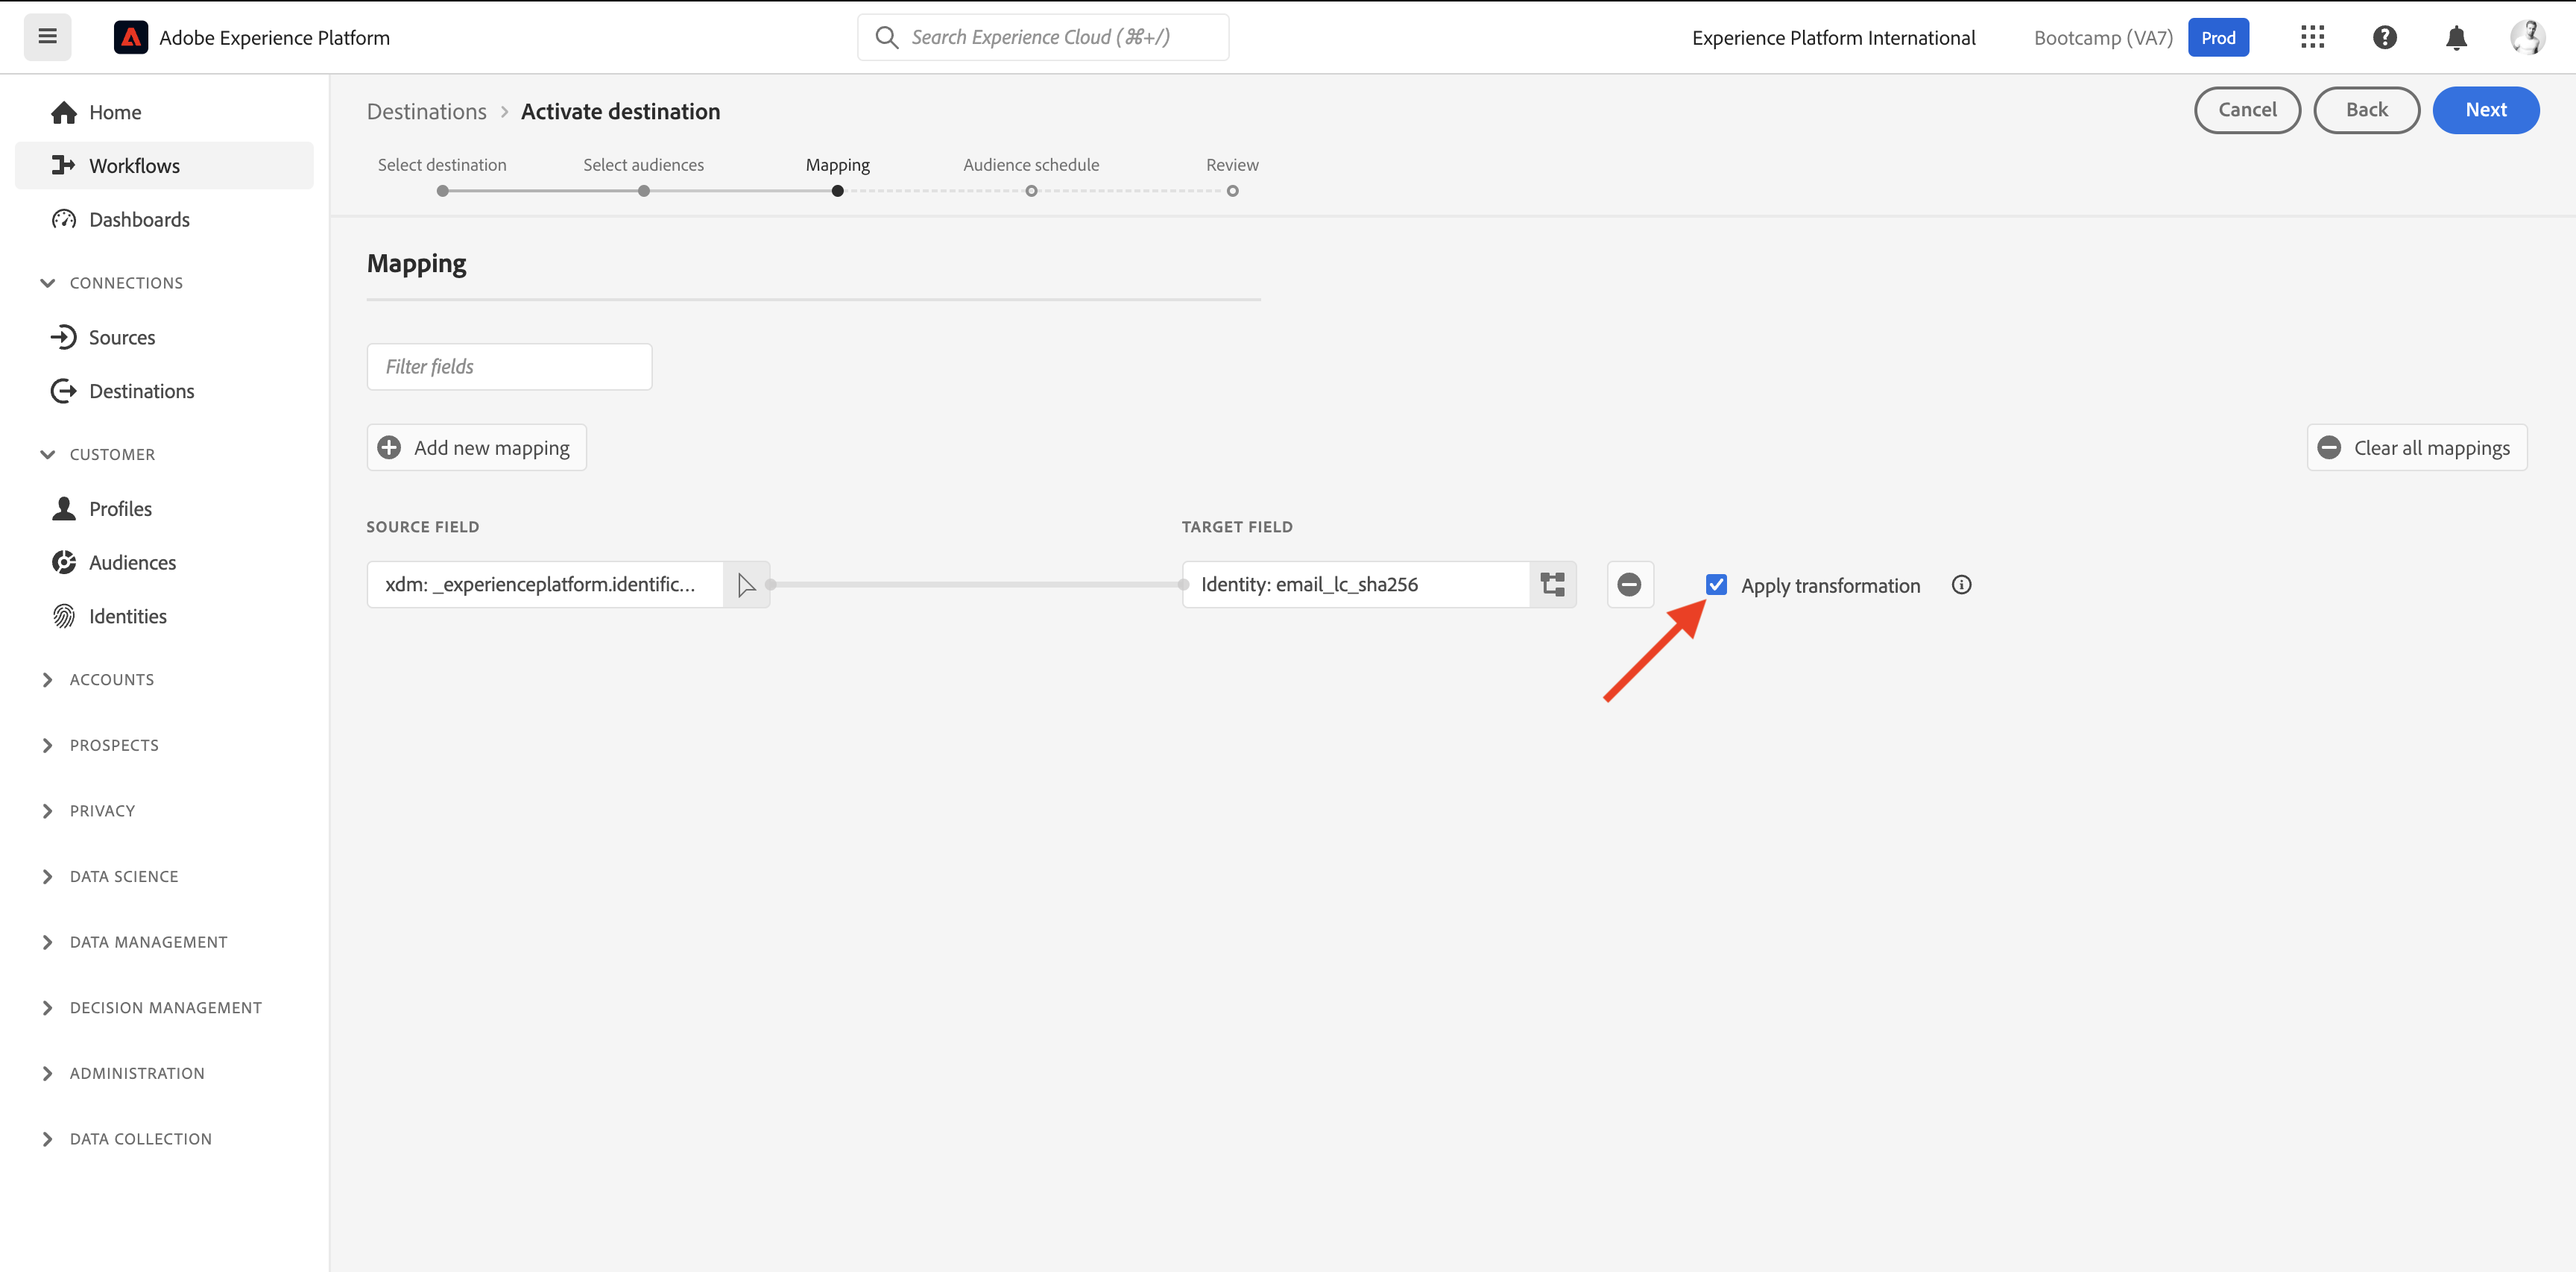 Adobe Experience Platform
Search Experience Cloud (⌘+/)
Experience Platform International
Bootcamp (VA7)
Prod
Home
Workflows
Dashboards
CONNECTIONS
Sources
Destinations
CUSTOMER
Profiles
Audiences
Identities
ACCOUNTS
PROSPECTS
PRIVACY
DATA SCIENCE
DATA MANAGEMENT
DECISION MANAGEMENT
ADMINISTRATION
DATA COLLECTION
Destinations > Activate destination
Cancel
Back
Next
Select destination
Select audiences
Mapping
Audience schedule
Review
Mapping
Filter fields
Add new mapping
Clear all mappings
SOURCE FIELD
TARGET FIELD
xdm: _experienceplatform.identific...
Identity: email_lc_sha256
Apply transformation